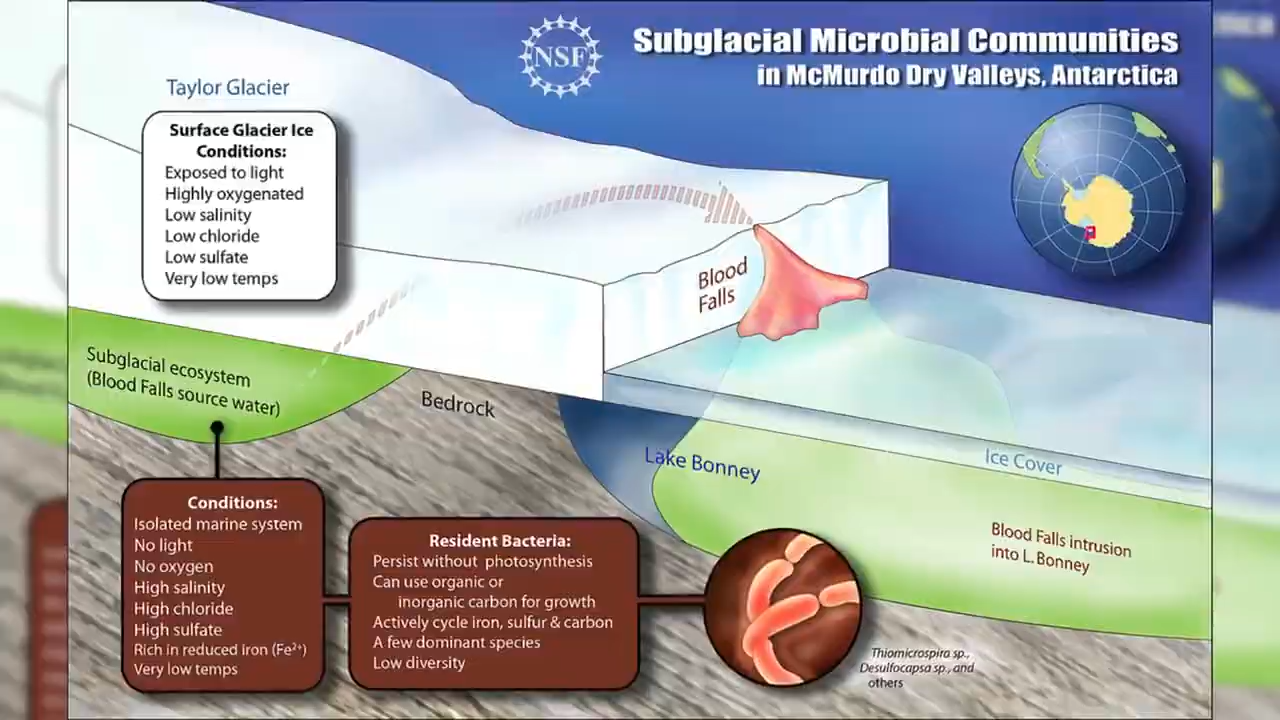 NSF
Subglacial Microbial Communities
in McMurdo Dry Valleys, Antarctica
Taylor Glacier
Surface Glacier Ice
Conditions:
Exposed to light
Highly oxygenated
Low salinity
Low chloride
Low sulfate
Very low temps
Blood
Falls
Subglacial ecosystem
(Blood Falls source water)
Bedrock
Lake Bonney
Ice Cover
Blood Falls intrusion
into L. Bonney
Conditions:
Isolated marine system
No light
No oxygen
High salinity
High chloride
High sulfate
Rich in reduced iron (Fe²⁺)
Very low temps
Resident Bacteria:
Persist without photosynthesis
Can use organic or
inorganic carbon for growth
Actively cycle iron, sulfur & carbon
A few dominant species
Low diversity
Thiomicrospira sp.,
Desulfocapsa sp., and
others